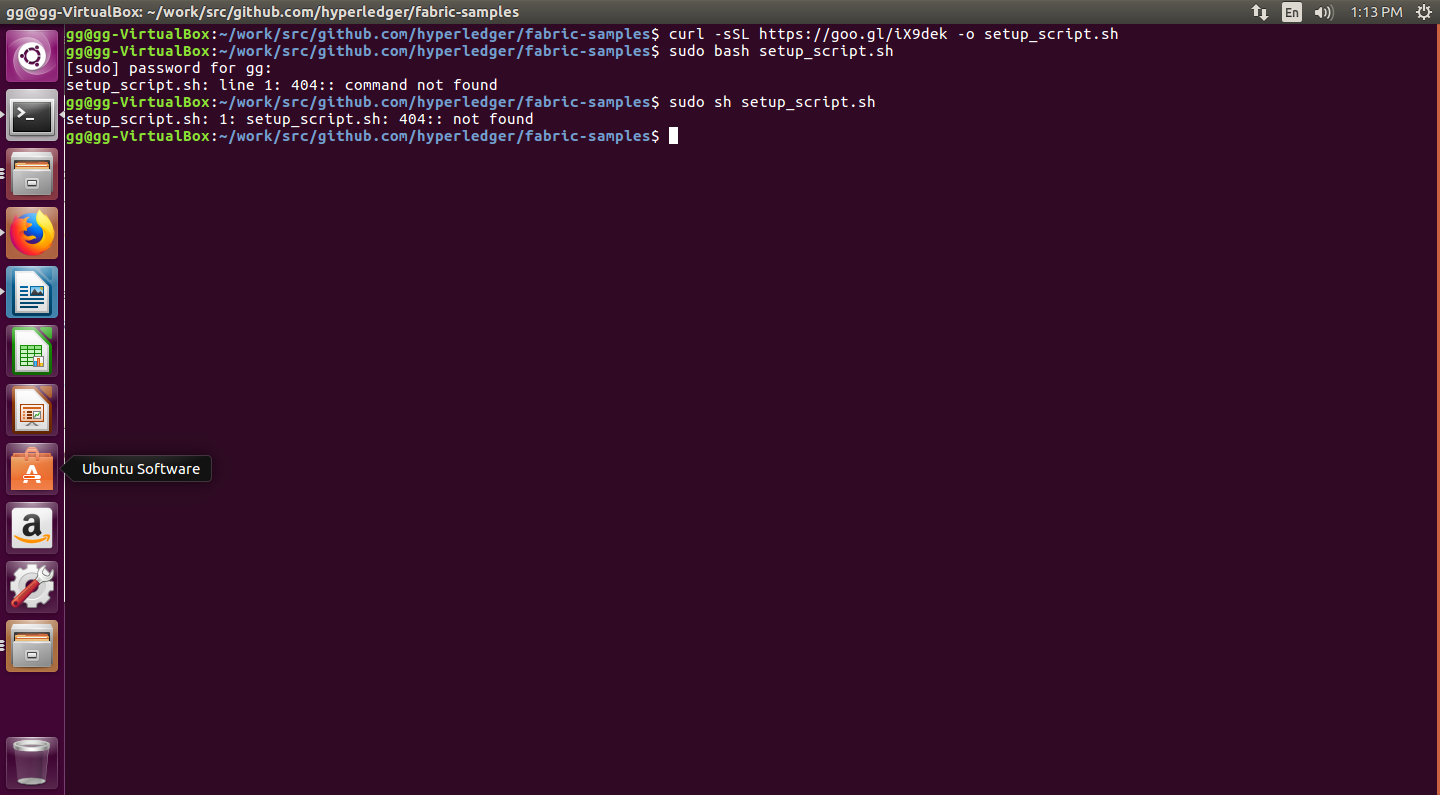 gg@gg-VirtualBox: ~/work/src/github.com/hyperledger/fabric-samples
En
1:13 PM
gg@gg-VirtualBox:~/work/src/github.com/hyperledger/fabric-samples$ curl -sSL https://goo.gl/iX9dek -o setup_script.sh
gg@gg-VirtualBox:~/work/src/github.com/hyperledger/fabric-samples$ sudo bash setup_script.sh
[sudo] password for gg:
setup_script.sh: line 1: 404:: command not found
gg@gg-VirtualBox:~/work/src/github.com/hyperledger/fabric-samples$ sudo sh setup_script.sh
setup_script.sh: 1: setup_script.sh: 404:: not found
gg@gg-VirtualBox:~/work/src/github.com/hyperledger/fabric-samples$
Ubuntu Software
a